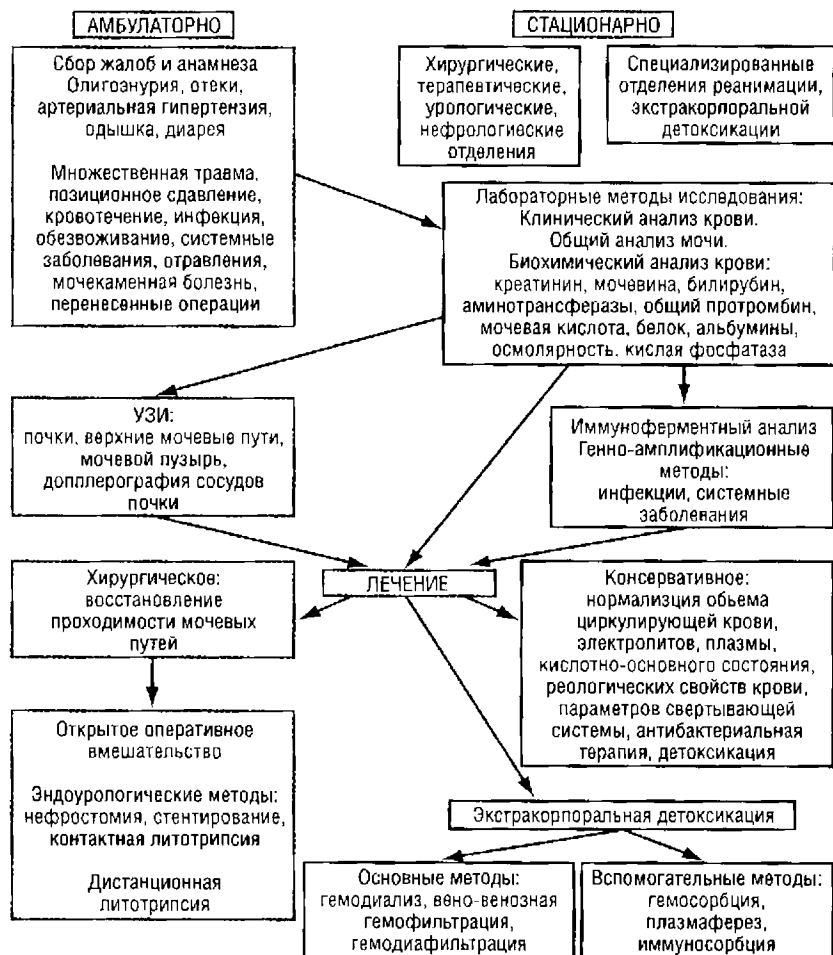 АМБУЛАТОРНО
СТАЦИОНАРНО
Сбор жалоб и анамнеза
Олигоэнурия, отеки,
артериальная гипертензия,
одышка, диарея
Множественная травма,
позиционное сдавление,
кровотечение, инфекция,
обезвоживание, системные
заболевания, отравления,
мочекаменная болезнь,
перенесенные операции
Хирургические,
терапевтические,
урологические,
нефрологивские
отделения
Специализированные
отделения реанимации,
экстракорпоральной
детоксикации
Лабораторные методы исследования:
Клинический анализ крови.
Общий анализ мочи.
Биохимический анализ крови:
креатинин, мочевина, билирубин,
аминотрансферазы, общий протромбин,
мочевая кислота, белок, альбумины,
осмолярность, кислая фосфатаза
УЗИ:
почки, верхние мочевые пути,
мочевой пузырь,
допплерография сосудов
почки
Иммуноферментный анализ
Генно-амплификационные
методы:
инфекции, системные
заболевания
ЛЕЧЕНИЕ
Хирургическое:
восстановление
проходимости мочевых
путей
Консервативное:
нормализция обьема
циркулирующей крови,
электропитов, плазмы,
кислотно-основного состояния,
реологических свойств крови,
параметров свертывающей
системы, антибактериальная
терапия, детоксикация
Открытое оперативное
вмешательство
Эндоурологические методы:
нефростомия, стентирование,
контактная литотрипсия
Дистанционная
литотрипсия
Экстракорпоральная детоксикация
Основные методы:
гемодиализ, вено-венозная
гемофильтрация,
гемодиафильтрация
Вспомогательные методы:
гемосорбция,
плазмаферез,
иммуносорбция